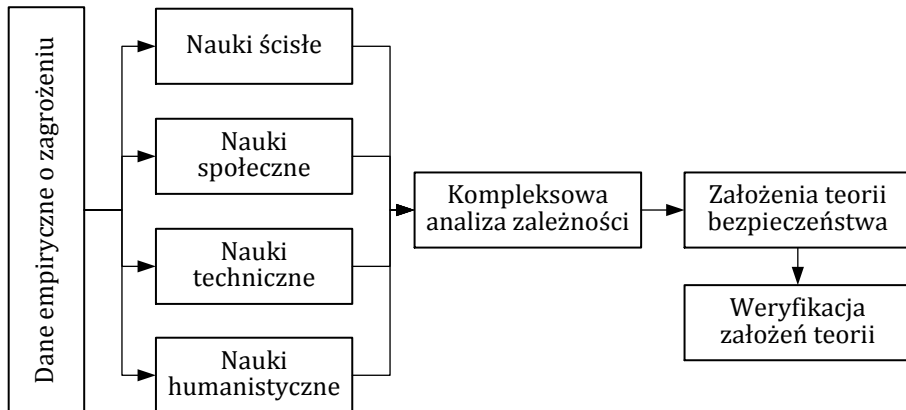 Dane empiryczne o zagrożeniu
Nauki ścisłe
Nauki
społeczne
Nauki
techniczne
Nauki
humanistyczne
Kompleksowa
analiza zależności
Założenia teorii
bezpieczeństwa
Weryfikacja
założeń teorii